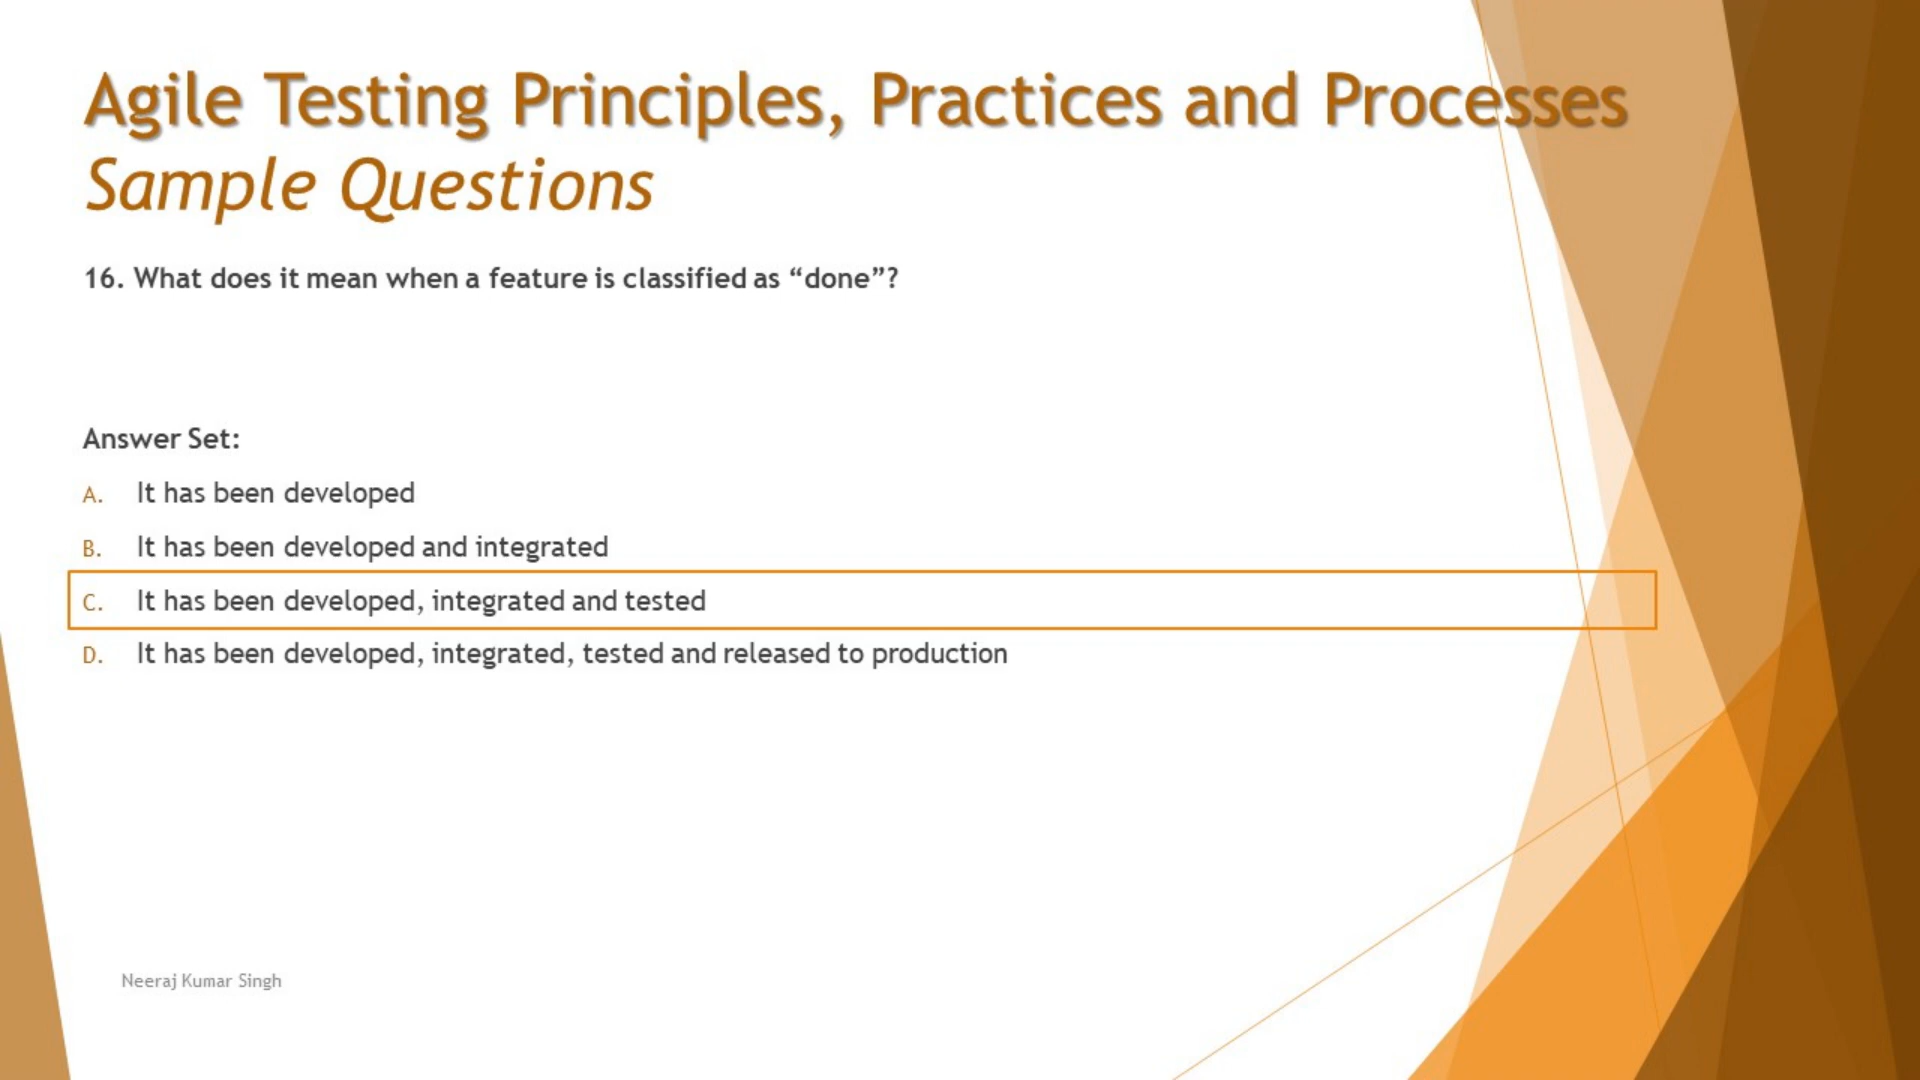 Agile Testing Principles, Practices and Processes
Sample Questions
16. What does it mean when a feature is classified as “done”?
Answer Set:
A. It has been developed
B. It has been developed and integrated
C. It has been developed, integrated and tested
D. It has been developed, integrated, tested and released to production
Neeraj Kumar Singh